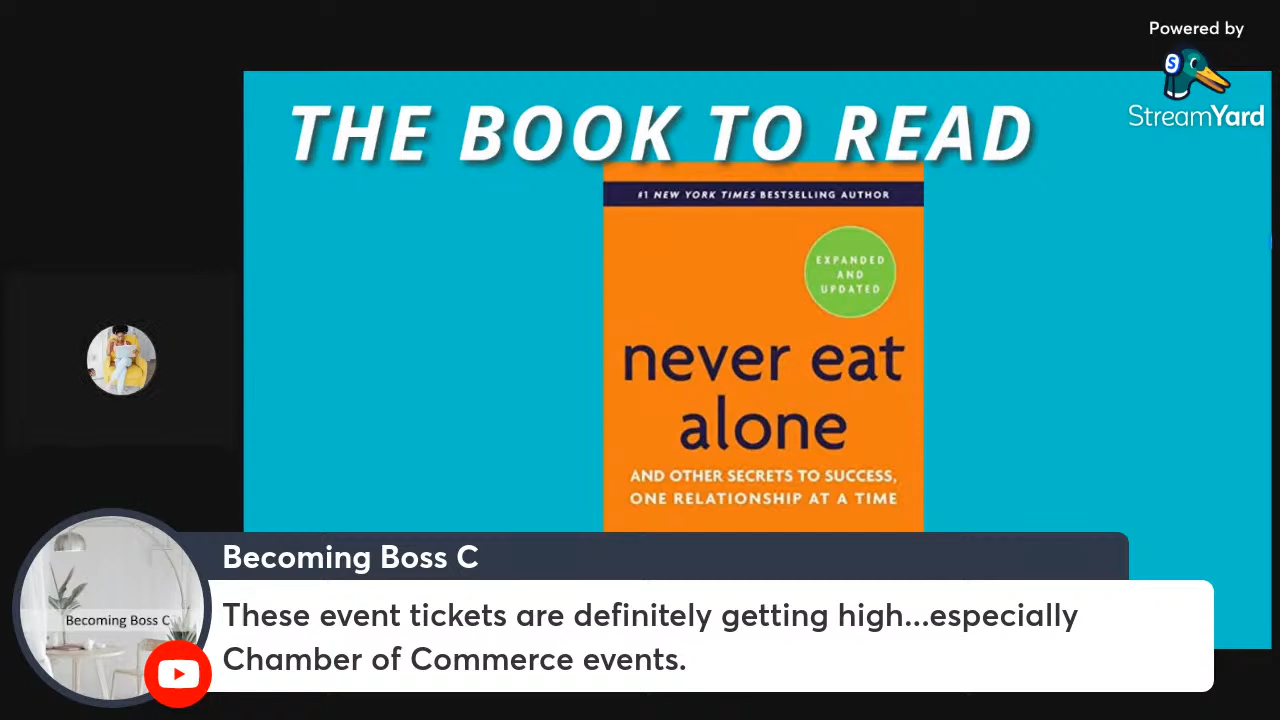 Powered by
S
StreamYard
THE BOOK TO READ
#1 NEW YORK TIMES BESTSELLING AUTHOR
EXPANDED
AND
UPDATED
never eat
alone
AND OTHER SECRETS TO SUCCESS,
ONE RELATIONSHIP AT A TIME
Becoming Boss C
Becoming Boss C
These event tickets are definitely getting high...especially
Chamber of Commerce events.